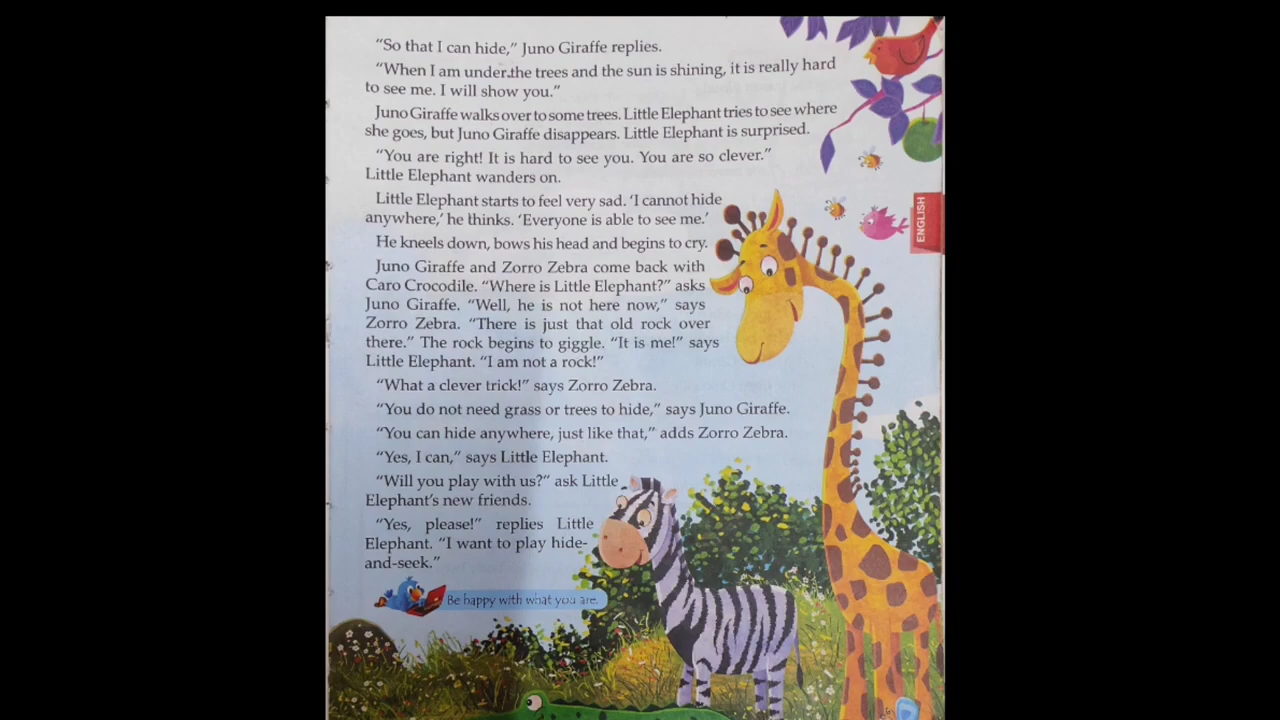 “So that I can hide,” Juno Giraffe replies.
“When I am under the trees and the sun is shining, it is really hard
to see me. I will show you.”
Juno Giraffe walks over to some trees. Little Elephant tries to see where
she goes, but Juno Giraffe disappears. Little Elephant is surprised.
“You are right! It is hard to see you. You are so clever.”
Little Elephant wanders on.
Little Elephant starts to feel very sad. ‘I cannot hide
anywhere,’ he thinks. ‘Everyone is able to see me.’
He kneels down, bows his head and begins to cry.
Juno Giraffe and Zorro Zebra come back with
Caro Crocodile. “Where is Little Elephant?” asks
Juno Giraffe. “Well, he is not here now,” says
Zorro Zebra. “There is just that old rock over
there.” The rock begins to giggle. “It is me!” says
Little Elephant. “I am not a rock!”
“What a clever trick!” says Zorro Zebra.
“You do not need grass or trees to hide,” says Juno Giraffe.
“You can hide anywhere, just like that,” adds Zorro Zebra.
“Yes, I can,” says Little Elephant.
“Will you play with us?” ask Little
Elephant’s new friends.
“Yes, please!” replies Little
Elephant. “I want to play hide-
and-seek.”
Be happy with what you are.
ENGLISH